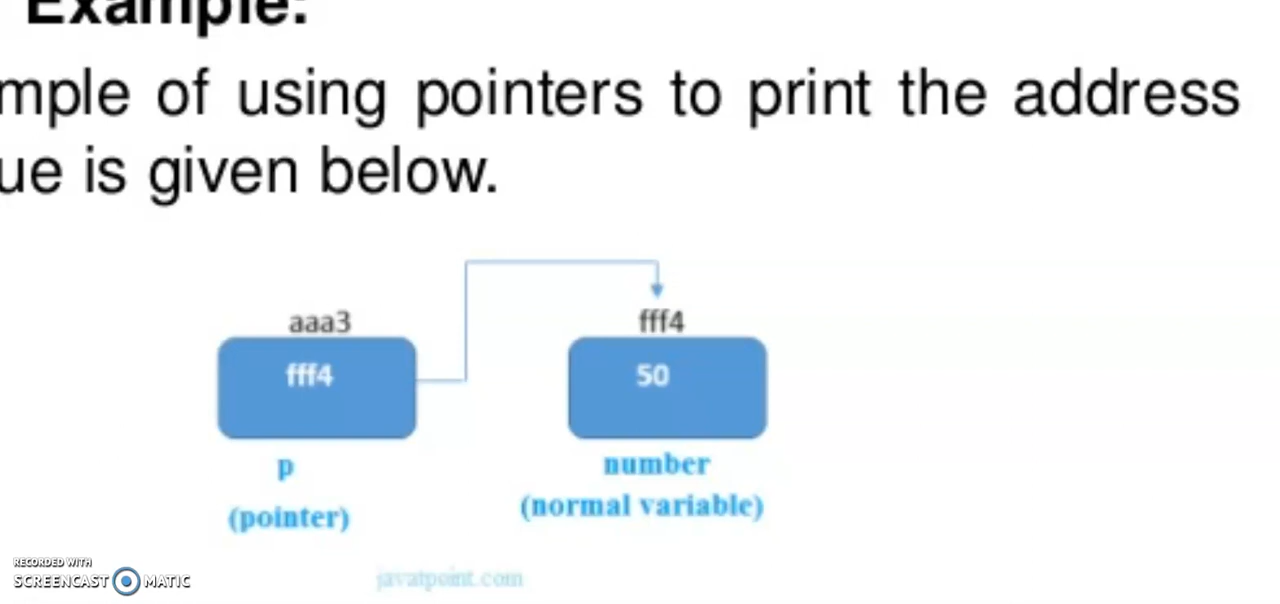 Example:
mple of using pointers to print the address
ue is given below.
aaa3
fff4
fff4
50
p
number
(pointer)
(normal variable)
javatpoint.com
RECORDED WITH
SCREENCAST MATIC